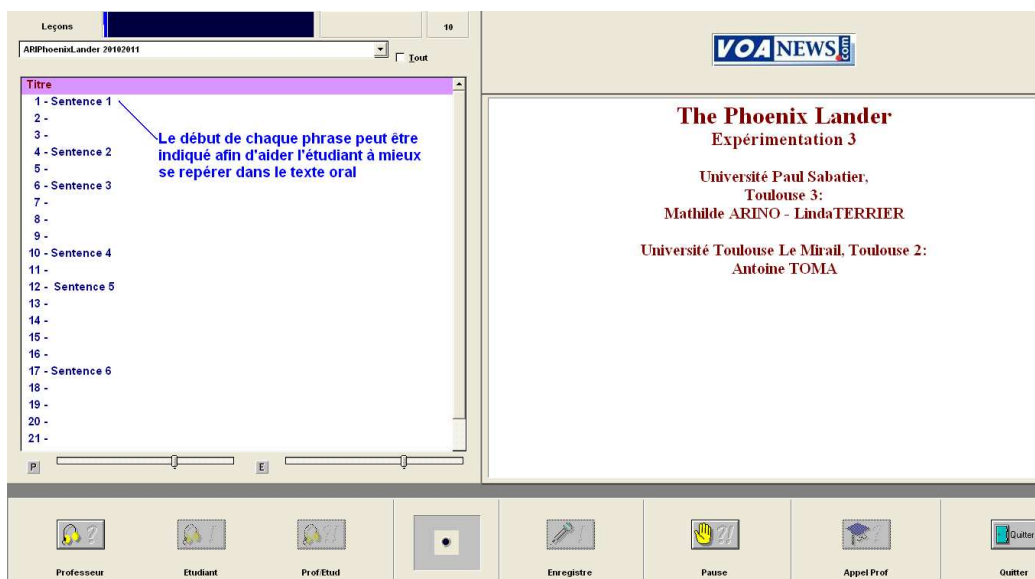 Leçons
10
ARIPhoenixLander 20102011
Tout
Titre
1 - Sentence 1
2 -
3 -
4 - Sentence 2
5 -
6 - Sentence 3
7 -
8 -
9 -
10 - Sentence 4
11 -
12 - Sentence 5
13 -
14 -
15 -
16 -
17 - Sentence 6
18 -
19 -
20 -
21 -
Le début de chaque phrase peut être
indiqué afin d'aider l'étudiant à mieux
se repérer dans le texte oral
P
E
VOANEWS.com
The Phoenix Lander
Expérimentation 3
Université Paul Sabatier,
Toulouse 3:
Mathilde ARINO - LindaTERRIER
Université Toulouse Le Mirail, Toulouse 2:
Antoine TOMA
Professeur
Etudiant
Prof/Etud
Enregistre
Pause
Appel Prof
Quitter
Quitter